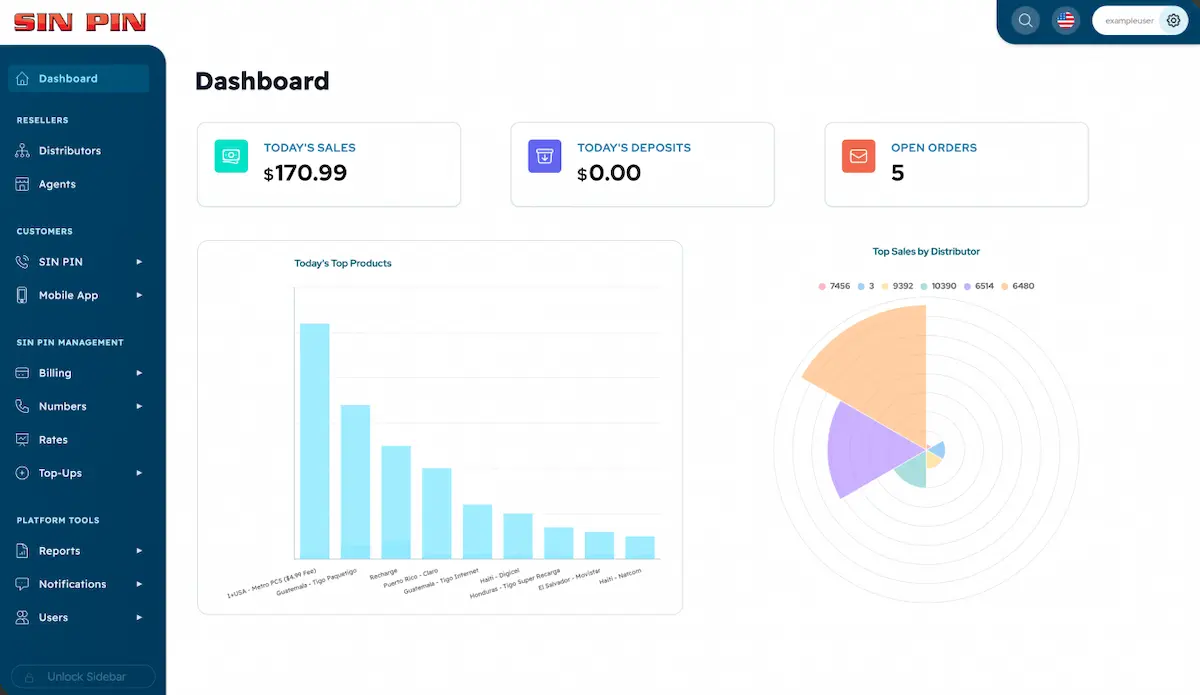 SIN PIN
exampleuser
Dashboard
RESELLERS
Distributors
Agents
CUSTOMERS
SIN PIN
Mobile App
SIN PIN MANAGEMENT
Billing
Numbers
Rates
Top-Ups
PLATFORM TOOLS
Reports
Notifications
Users
Unlock Sidebar
Dashboard
TODAY'S SALES
$170.99
TODAY'S DEPOSITS
$0.00
OPEN ORDERS
5
Today's Top Products
1+USA - Metro PCS ($4.99 Fee)
Guatemala - Tigo Paquetigo
Recharge
Puerto Rico - Claro
Guatemala - Tigo Internet
Haiti - Digicel
Honduras - Tigo Super Recarga
El Salvador - Movistar
Haiti - Natcom
Top Sales by Distributor
7456 3 9392 10390 6514 6480